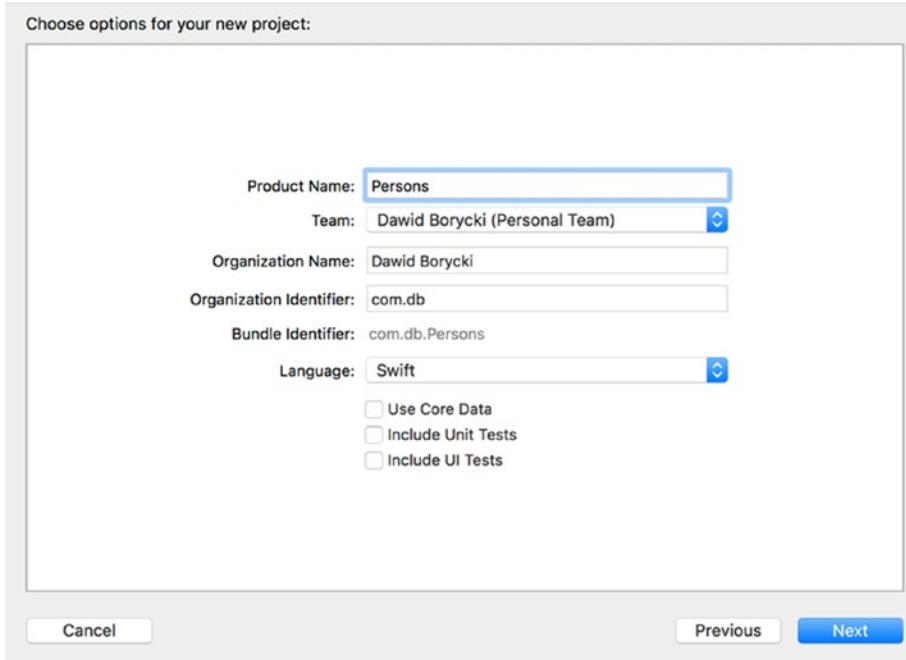 Choose options for your new project:
Product Name: Persons
Team: Dawid Borycki (Personal Team)
Organization Name: Dawid Borycki
Organization Identifier: com.db
Bundle Identifier: com.db.Persons
Language: Swift
Use Core Data
Include Unit Tests
Include UI Tests
Cancel Previous Next